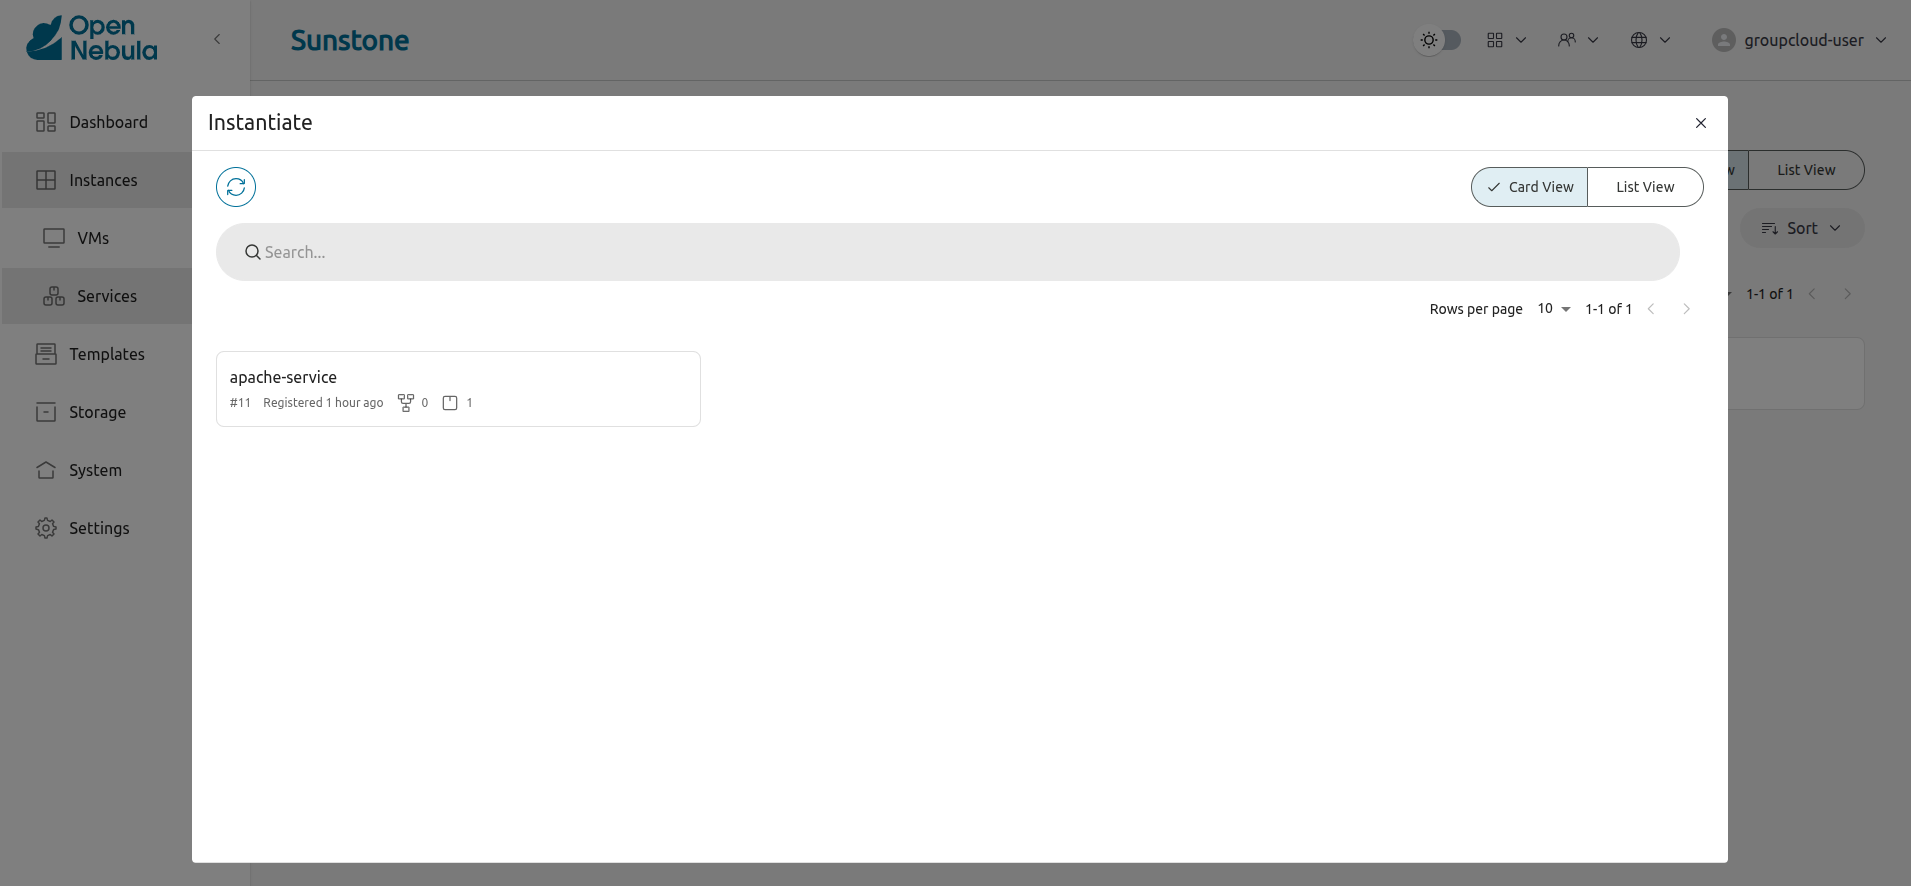 Open
Nebula
Sunstone
groupcloud-user
Dashboard
Instances
VMs
Services
Templates
Storage
System
Settings
Instantiate
Card View
List View
Search...
Rows per page 10 1-1 of 1
apache-service
#11 Registered 1 hour ago 0 1
w
List View
Sort
1-1 of 1